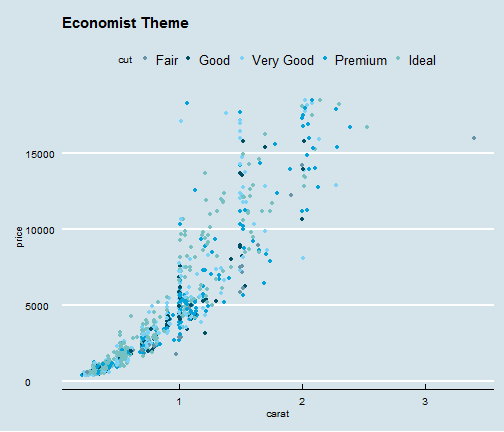 Economist Theme
cut Fair Good Very Good Premium Ideal
15000
10000
price
5000
0
1 2 3
carat